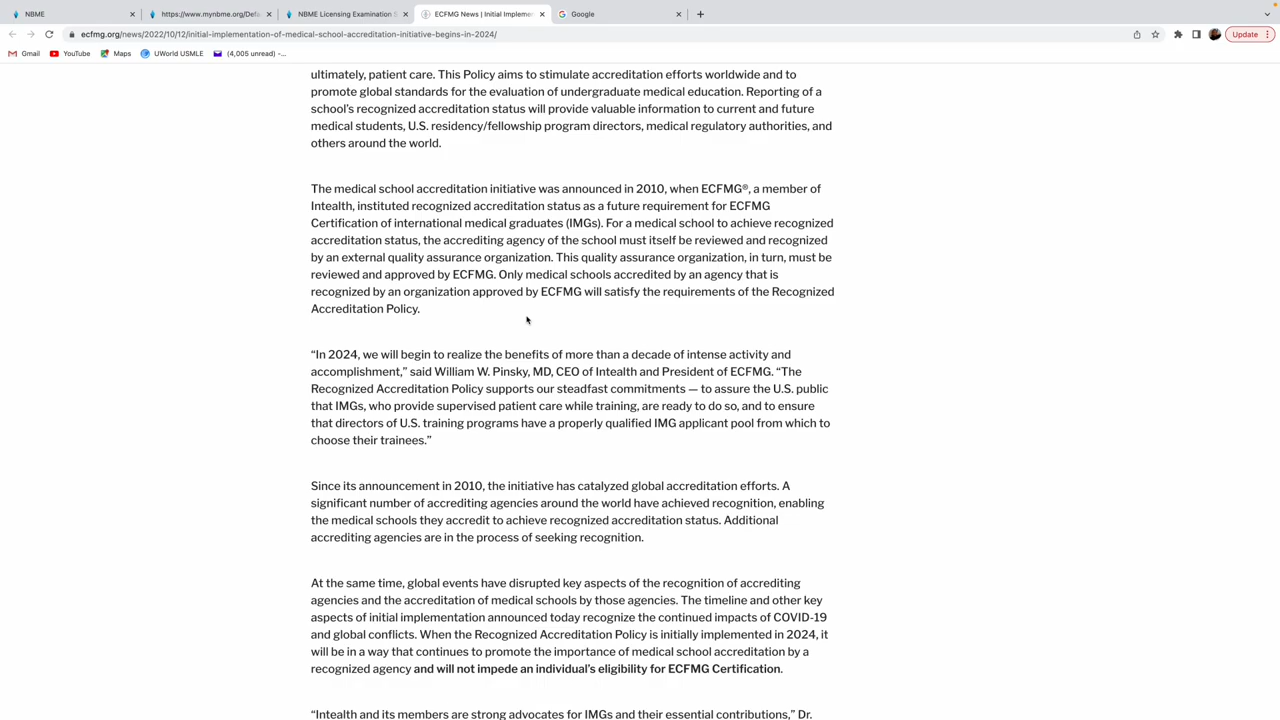 NBME
https://www.mynbme.org/Defa
NBME Licensing Examination S
ECFMG News | Initial Implemen
Google
ecfmg.org/news/2022/10/12/initial-implementation-of-medical-school-accreditation-initiative-begins-in-2024/
Update
Gmail
YouTube
Maps
UWorld USMLE
(4,005 unread) -...
ultimately, patient care. This Policy aims to stimulate accreditation efforts worldwide and to
promote global standards for the evaluation of undergraduate medical education. Reporting of a
school's recognized accreditation status will provide valuable information to current and future
medical students, U.S. residency/fellowship program directors, medical regulatory authorities, and
others around the world.
The medical school accreditation initiative was announced in 2010, when ECFMG®, a member of
Intealth, instituted recognized accreditation status as a future requirement for ECFMG
Certification of international medical graduates (IMGs). For a medical school to achieve recognized
accreditation status, the accrediting agency of the school must itself be reviewed and recognized
by an external quality assurance organization. This quality assurance organization, in turn, must be
reviewed and approved by ECFMG. Only medical schools accredited by an agency that is
recognized by an organization approved by ECFMG will satisfy the requirements of the Recognized
Accreditation Policy.
“In 2024, we will begin to realize the benefits of more than a decade of intense activity and
accomplishment,” said William W. Pinsky, MD, CEO of Intealth and President of ECFMG. “The
Recognized Accreditation Policy supports our steadfast commitments — to assure the U.S. public
that IMGs, who provide supervised patient care while training, are ready to do so, and to ensure
that directors of U.S. training programs have a properly qualified IMG applicant pool from which to
choose their trainees.”
Since its announcement in 2010, the initiative has catalyzed global accreditation efforts. A
significant number of accrediting agencies around the world have achieved recognition, enabling
the medical schools they accredit to achieve recognized accreditation status. Additional
accrediting agencies are in the process of seeking recognition.
At the same time, global events have disrupted key aspects of the recognition of accrediting
agencies and the accreditation of medical schools by those agencies. The timeline and other key
aspects of initial implementation announced today recognize the continued impacts of COVID-19
and global conflicts. When the Recognized Accreditation Policy is initially implemented in 2024, it
will be in a way that continues to promote the importance of medical school accreditation by a
recognized agency and will not impede an individual's eligibility for ECFMG Certification.
“Intealth and its members are strong advocates for IMGs and their essential contributions,” Dr.